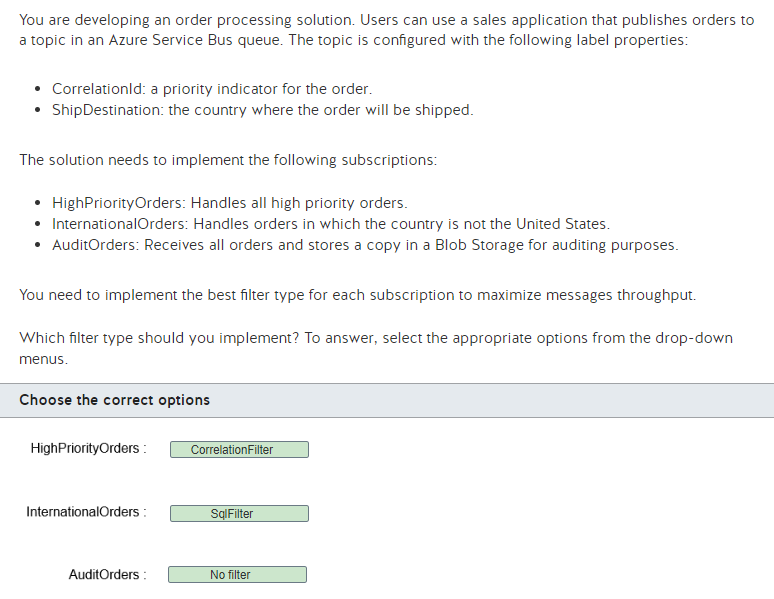 You are developing an order processing solution. Users can use a sales application that publishes orders to
a topic in an Azure Service Bus queue. The topic is configured with the following label properties:
• CorrelationId: a priority indicator for the order.
• ShipDestination: the country where the order will be shipped.
The solution needs to implement the following subscriptions:
• HighPriorityOrders: Handles all high priority orders.
• InternationalOrders: Handles orders in which the country is not the United States.
• AuditOrders: Receives all orders and stores a copy in a Blob Storage for auditing purposes.
You need to implement the best filter type for each subscription to maximize messages throughput.
Which filter type should you implement? To answer, select the appropriate options from the drop-down
menus.
Choose the correct options
HighPriorityOrders : CorrelationFilter
InternationalOrders : SqlFilter
AuditOrders : No filter